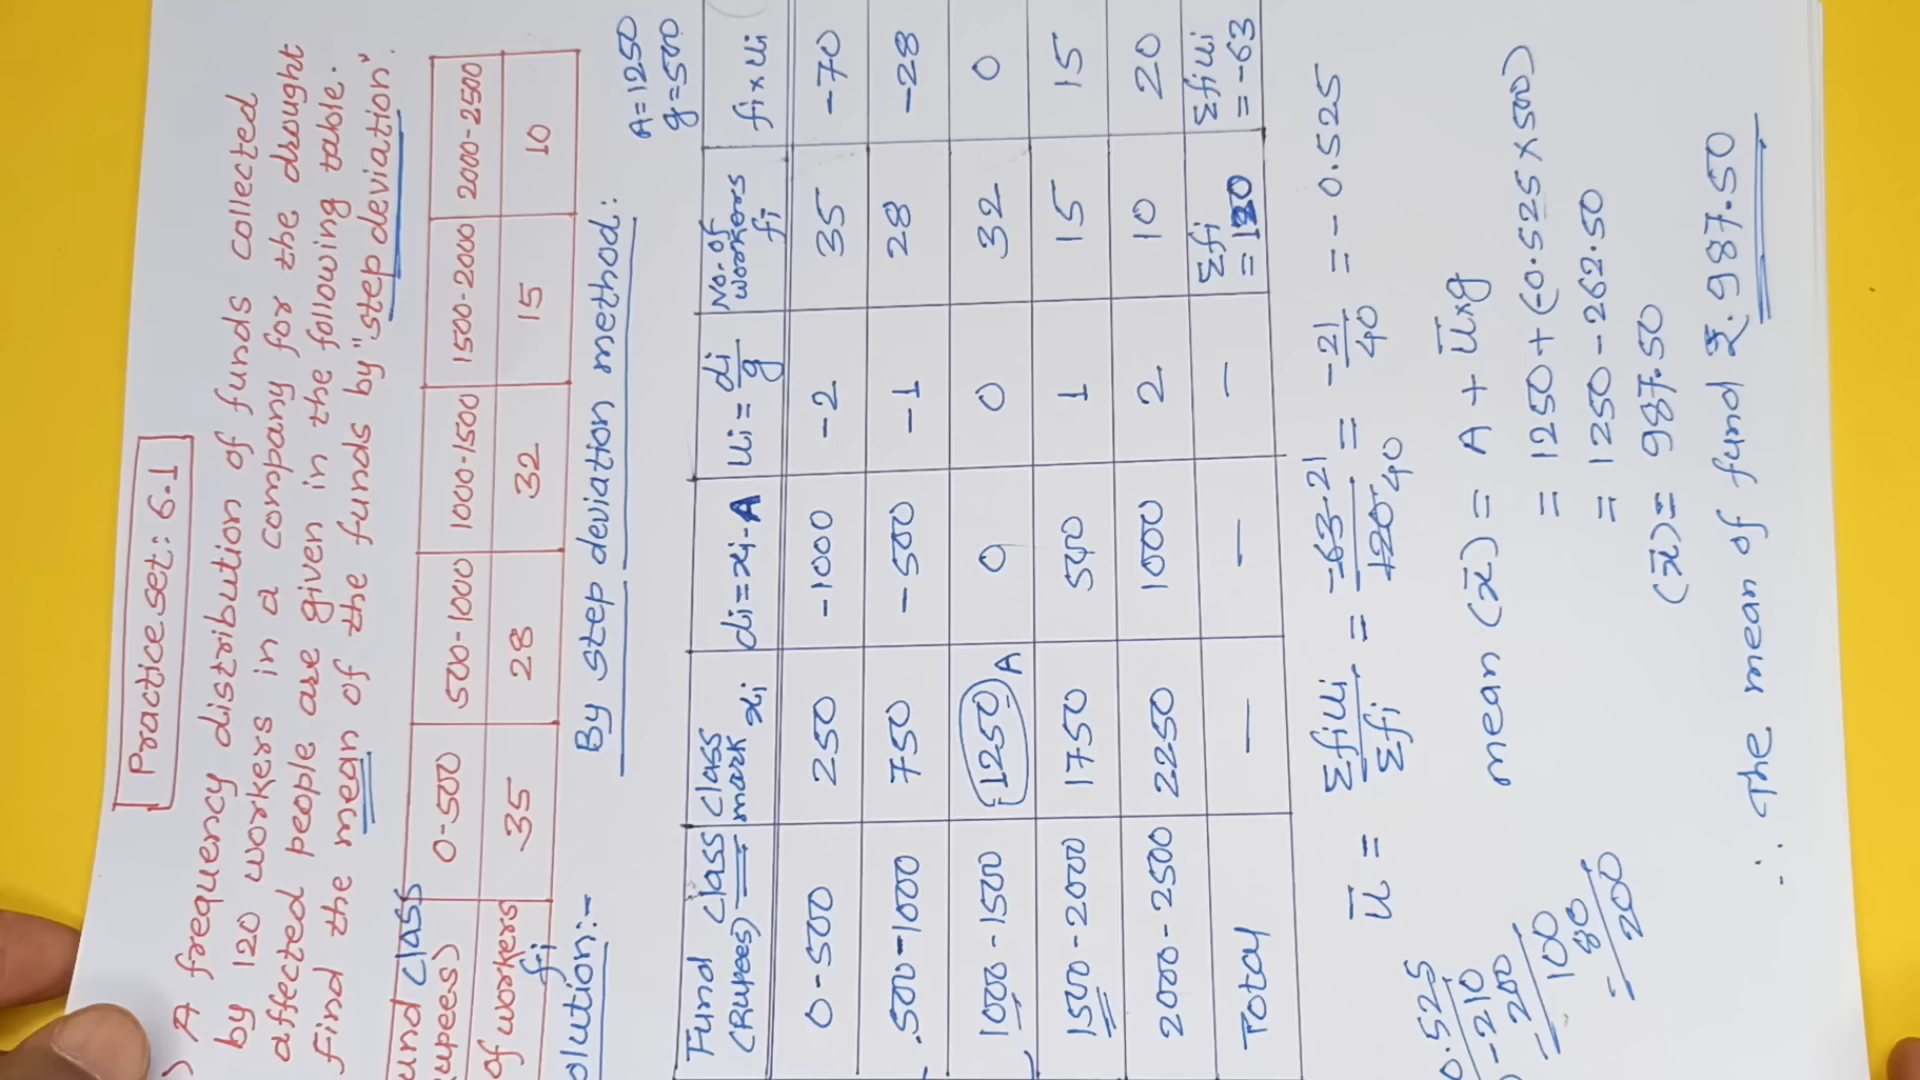 Practice set: 6.1
) A frequency distribution of funds collected
by 120 workers in a company for the drought
affected people are given in the following table.
Find the mean of the funds by "step deviation".
und class 0-500 500-1000 1000-1500 1500-2000 2000-2500
upees)
of workers 35 28 32 15 10
fi
olution:- By step deviation method:
A=1250
g=500
Fund class (Rupees) class mark xi di=xi-A ui=di/g No. of workers fi fi×ui
0-500 250 -1000 -2 35 -70
500-1000 750 -500 -1 28 -28
1000-1500 1250 A 0 0 32 0
1500-2000 1750 500 1 15 15
2000-2500 2250 1000 2 10 20
Total — — — Σfi = 120 Σfiui = -63
ū = Σfiui/Σfi = -63/120 = -21/40 = -0.525
mean (x̄) = A + ūxg
= 1250+(-0.525×500)
= 1250-262.50
(x̄)= 987.50
∴ The mean of fund ₹.987.50
0.525
-210
-200
100
80
200